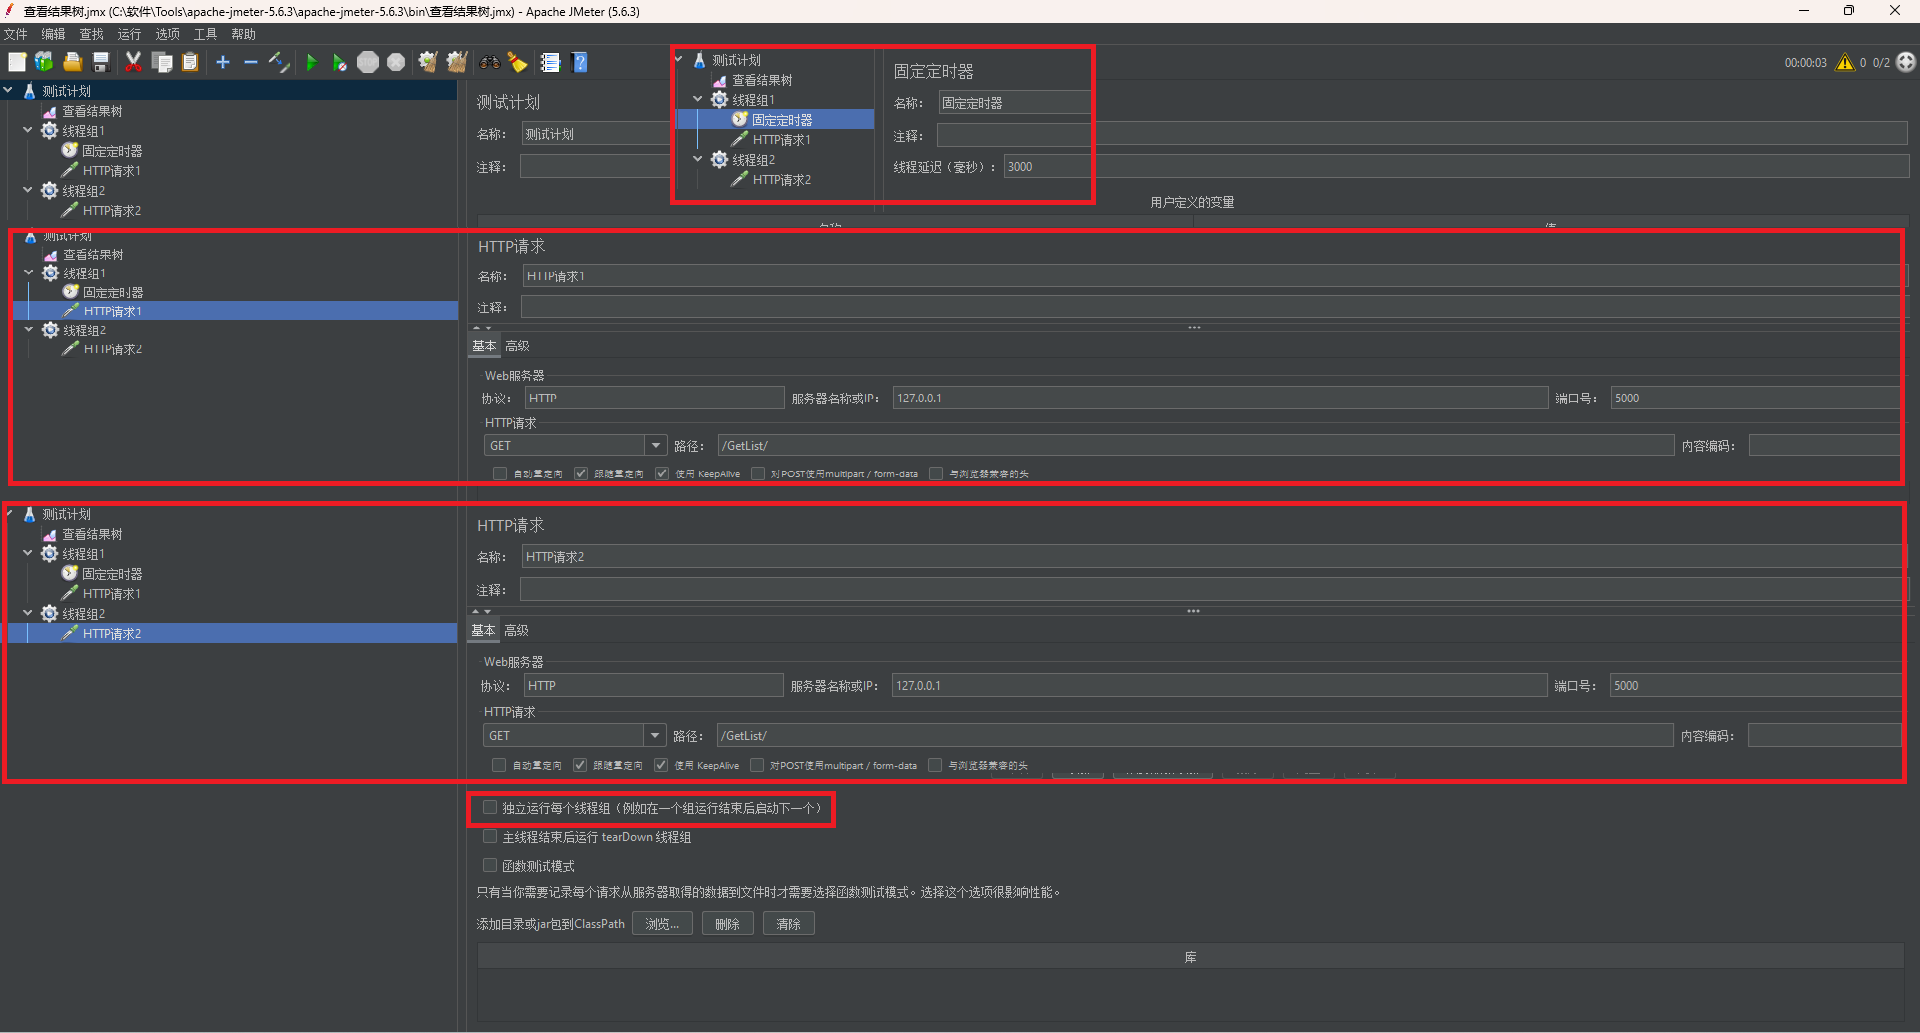 查看结果树.jmx (C:\软件\Tools\apache-jmeter-5.6.3\apache-jmeter-5.6.3\bin\查看结果树.jmx) - Apache JMeter (5.6.3)
文件 编辑 查找 运行 选项 工具 帮助
00:00:03 0 0/2
测试计划
查看结果树
线程组1
固定定时器
HTTP请求1
线程组2
HTTP请求2
测试计划
名称： 测试计划
注释：
测试计划
查看结果树
线程组1
固定定时器
HTTP请求1
线程组2
HTTP请求2
固定定时器
名称： 固定定时器
注释：
线程延迟（毫秒）： 3000
用户定义的变量
测试计划
查看结果树
线程组1
固定定时器
HTTP请求1
线程组2
HTTP请求2
HTTP请求
名称： HTTP请求1
注释：
基本 高级
Web服务器
协议： HTTP 服务器名称或IP： 127.0.0.1 端口号： 5000
HTTP请求
GET 路径： /GetList/ 内容编码：
自动重定向 跟随重定向 使用 KeepAlive 对POST使用multipart / form-data 与浏览器兼容的头
测试计划
查看结果树
线程组1
固定定时器
HTTP请求1
线程组2
HTTP请求2
HTTP请求
名称： HTTP请求2
注释：
基本 高级
Web服务器
协议： HTTP 服务器名称或IP： 127.0.0.1 端口号： 5000
HTTP请求
GET 路径： /GetList/ 内容编码：
自动重定向 跟随重定向 使用 KeepAlive 对POST使用multipart / form-data 与浏览器兼容的头
独立运行每个线程组（例如在一个组运行结束后启动下一个）
主线程结束后运行 tearDown 线程组
函数测试模式
只有当你需要记录每个请求从服务器取得的数据到文件时才需要选择函数测试模式。选择这个选项很影响性能。
添加目录或jar包到ClassPath 浏览... 删除 清除
库